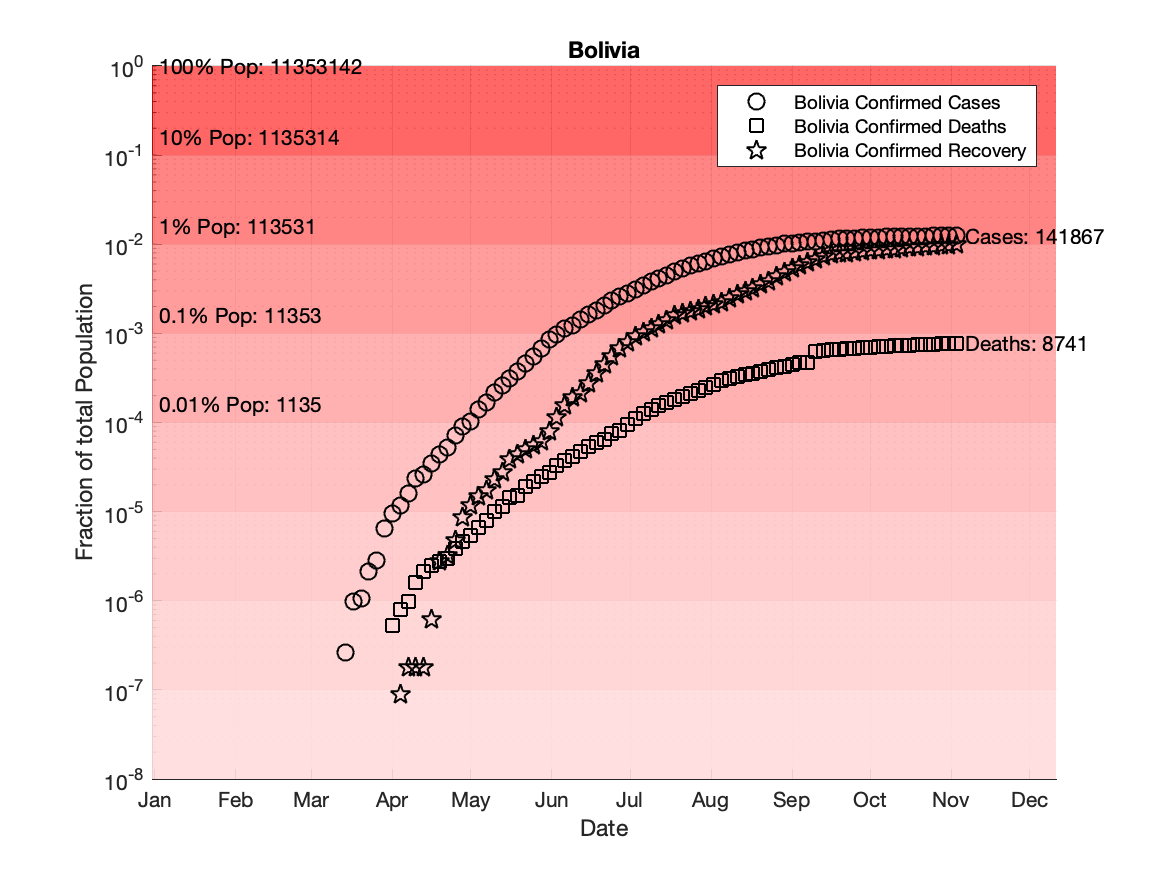 Bolivia
10^0
100% Pop: 11353142
Bolivia Confirmed Cases
Bolivia Confirmed Deaths
Bolivia Confirmed Recovery
10% Pop: 1135314
10^-1
1% Pop: 113531
10^-2
Cases: 141867
0.1% Pop: 11353
10^-3
Deaths: 8741
0.01% Pop: 1135
10^-4
10^-5
10^-6
10^-7
10^-8
Fraction of total Population
Jan Feb Mar Apr May Jun Jul Aug Sep Oct Nov Dec
Date